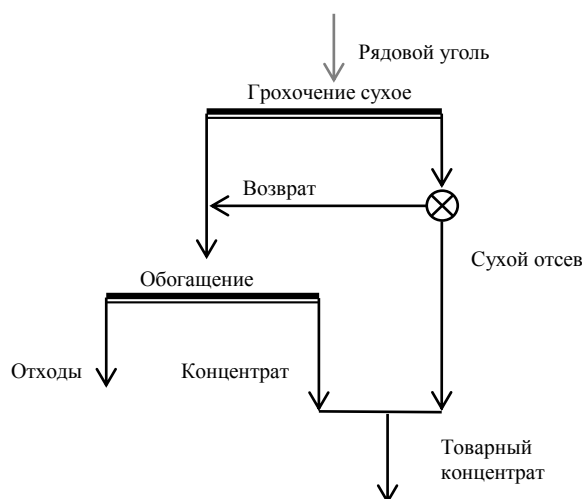 Рядовой уголь
Грохочение сухое
Возврат
Сухой отсев
Обогащение
Отходы
Концентрат
Товарный
концентрат